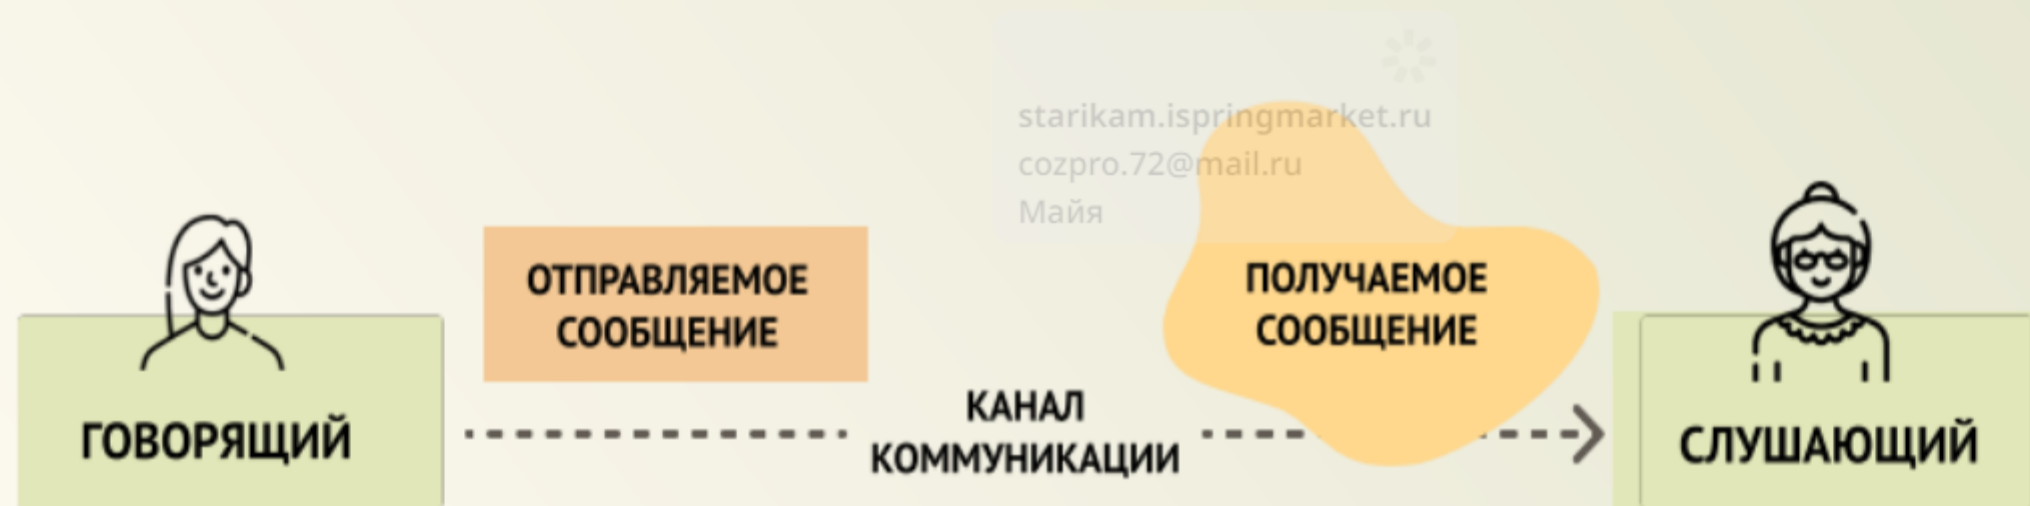 starikam.ispringmarket.ru
cozpro.72@mail.ru
Майя
ОТПРАВЛЯЕМОЕ
СООБЩЕНИЕ
ПОЛУЧАЕМОЕ
СООБЩЕНИЕ
КАНАЛ
КОММУНИКАЦИИ
ГОВОРЯЩИЙ
СЛУШАЮЩИЙ